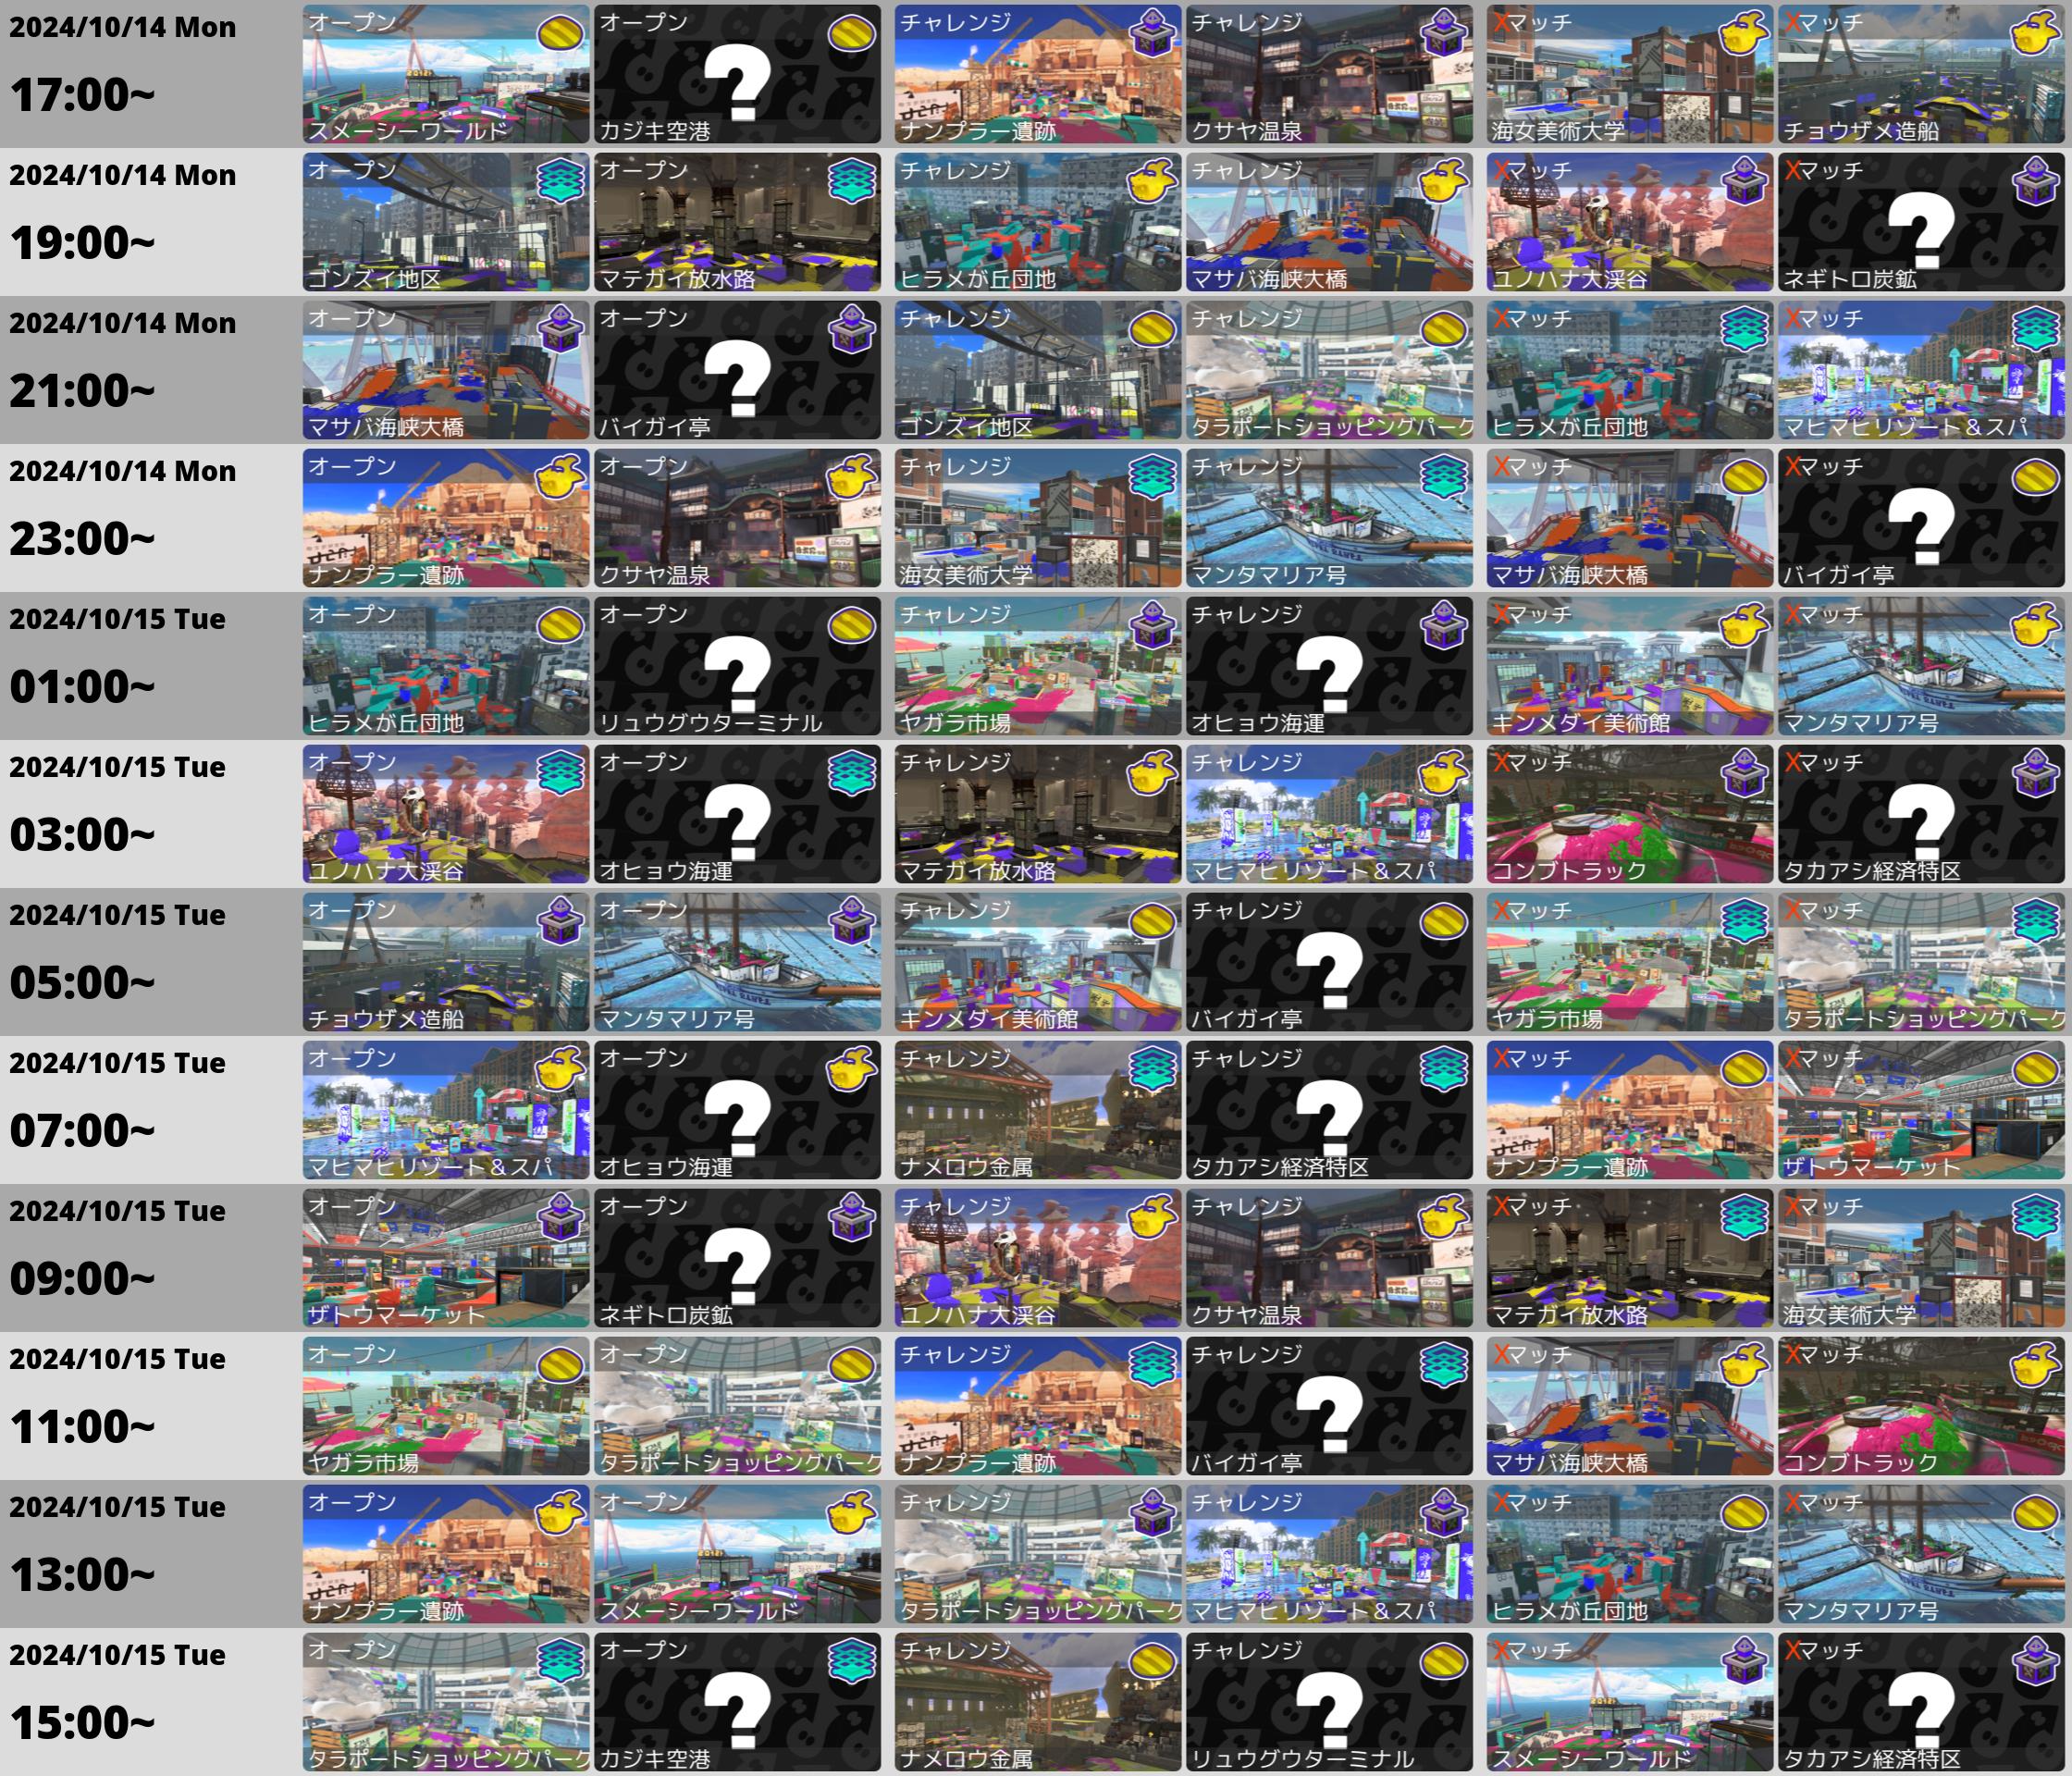 2024/10/14 Mon
17:00~
オープン
スメーシーワールド
オープン
カジキ空港
チャレンジ
ナンプラー遺跡
チャレンジ
クサヤ温泉
Xマッチ
海女美術大学
Xマッチ
チョウザメ造船
2024/10/14 Mon
19:00~
オープン
ゴンズイ地区
オープン
マテガイ放水路
チャレンジ
ヒラメが丘団地
チャレンジ
マサバ海峡大橋
Xマッチ
ユノハナ大渓谷
Xマッチ
ネギトロ炭鉱
2024/10/14 Mon
21:00~
オープン
マサバ海峡大橋
オープン
バイガイ亭
チャレンジ
ゴンズイ地区
チャレンジ
タラポートショッピングパーク
Xマッチ
ヒラメが丘団地
Xマッチ
マヒマヒリゾート&スパ
2024/10/14 Mon
23:00~
オープン
ナンプラー遺跡
オープン
クサヤ温泉
チャレンジ
海女美術大学
チャレンジ
マンタマリア号
Xマッチ
マサバ海峡大橋
Xマッチ
バイガイ亭
2024/10/15 Tue
01:00~
オープン
ヒラメが丘団地
オープン
リュウグウターミナル
チャレンジ
ヤガラ市場
チャレンジ
オヒョウ海運
Xマッチ
キンメダイ美術館
Xマッチ
マンタマリア号
2024/10/15 Tue
03:00~
オープン
ユノハナ大渓谷
オープン
オヒョウ海運
チャレンジ
マテガイ放水路
チャレンジ
マヒマヒリゾート&スパ
Xマッチ
コンブトラック
Xマッチ
タカアシ経済特区
2024/10/15 Tue
05:00~
オープン
チョウザメ造船
オープン
マンタマリア号
チャレンジ
キンメダイ美術館
チャレンジ
バイガイ亭
Xマッチ
ヤガラ市場
Xマッチ
タラポートショッピングパーク
2024/10/15 Tue
07:00~
オープン
マヒマヒリゾート&スパ
オープン
オヒョウ海運
チャレンジ
ナメロウ金属
チャレンジ
タカアシ経済特区
Xマッチ
ナンプラー遺跡
Xマッチ
ザトウマーケット
2024/10/15 Tue
09:00~
オープン
ザトウマーケット
オープン
ネギトロ炭鉱
チャレンジ
ユノハナ大渓谷
チャレンジ
クサヤ温泉
Xマッチ
マテガイ放水路
Xマッチ
海女美術大学
2024/10/15 Tue
11:00~
オープン
ヤガラ市場
オープン
タラポートショッピングパーク
チャレンジ
ナンプラー遺跡
チャレンジ
バイガイ亭
Xマッチ
マサバ海峡大橋
Xマッチ
コンブトラック
2024/10/15 Tue
13:00~
オープン
ナンプラー遺跡
オープン
スメーシーワールド
チャレンジ
タラポートショッピングパーク
チャレンジ
マヒマヒリゾート&スパ
Xマッチ
ヒラメが丘団地
Xマッチ
マンタマリア号
2024/10/15 Tue
15:00~
オープン
タラポートショッピングパーク
オープン
カジキ空港
チャレンジ
ナメロウ金属
チャレンジ
リュウグウターミナル
Xマッチ
スメーシーワールド
Xマッチ
タカアシ経済特区